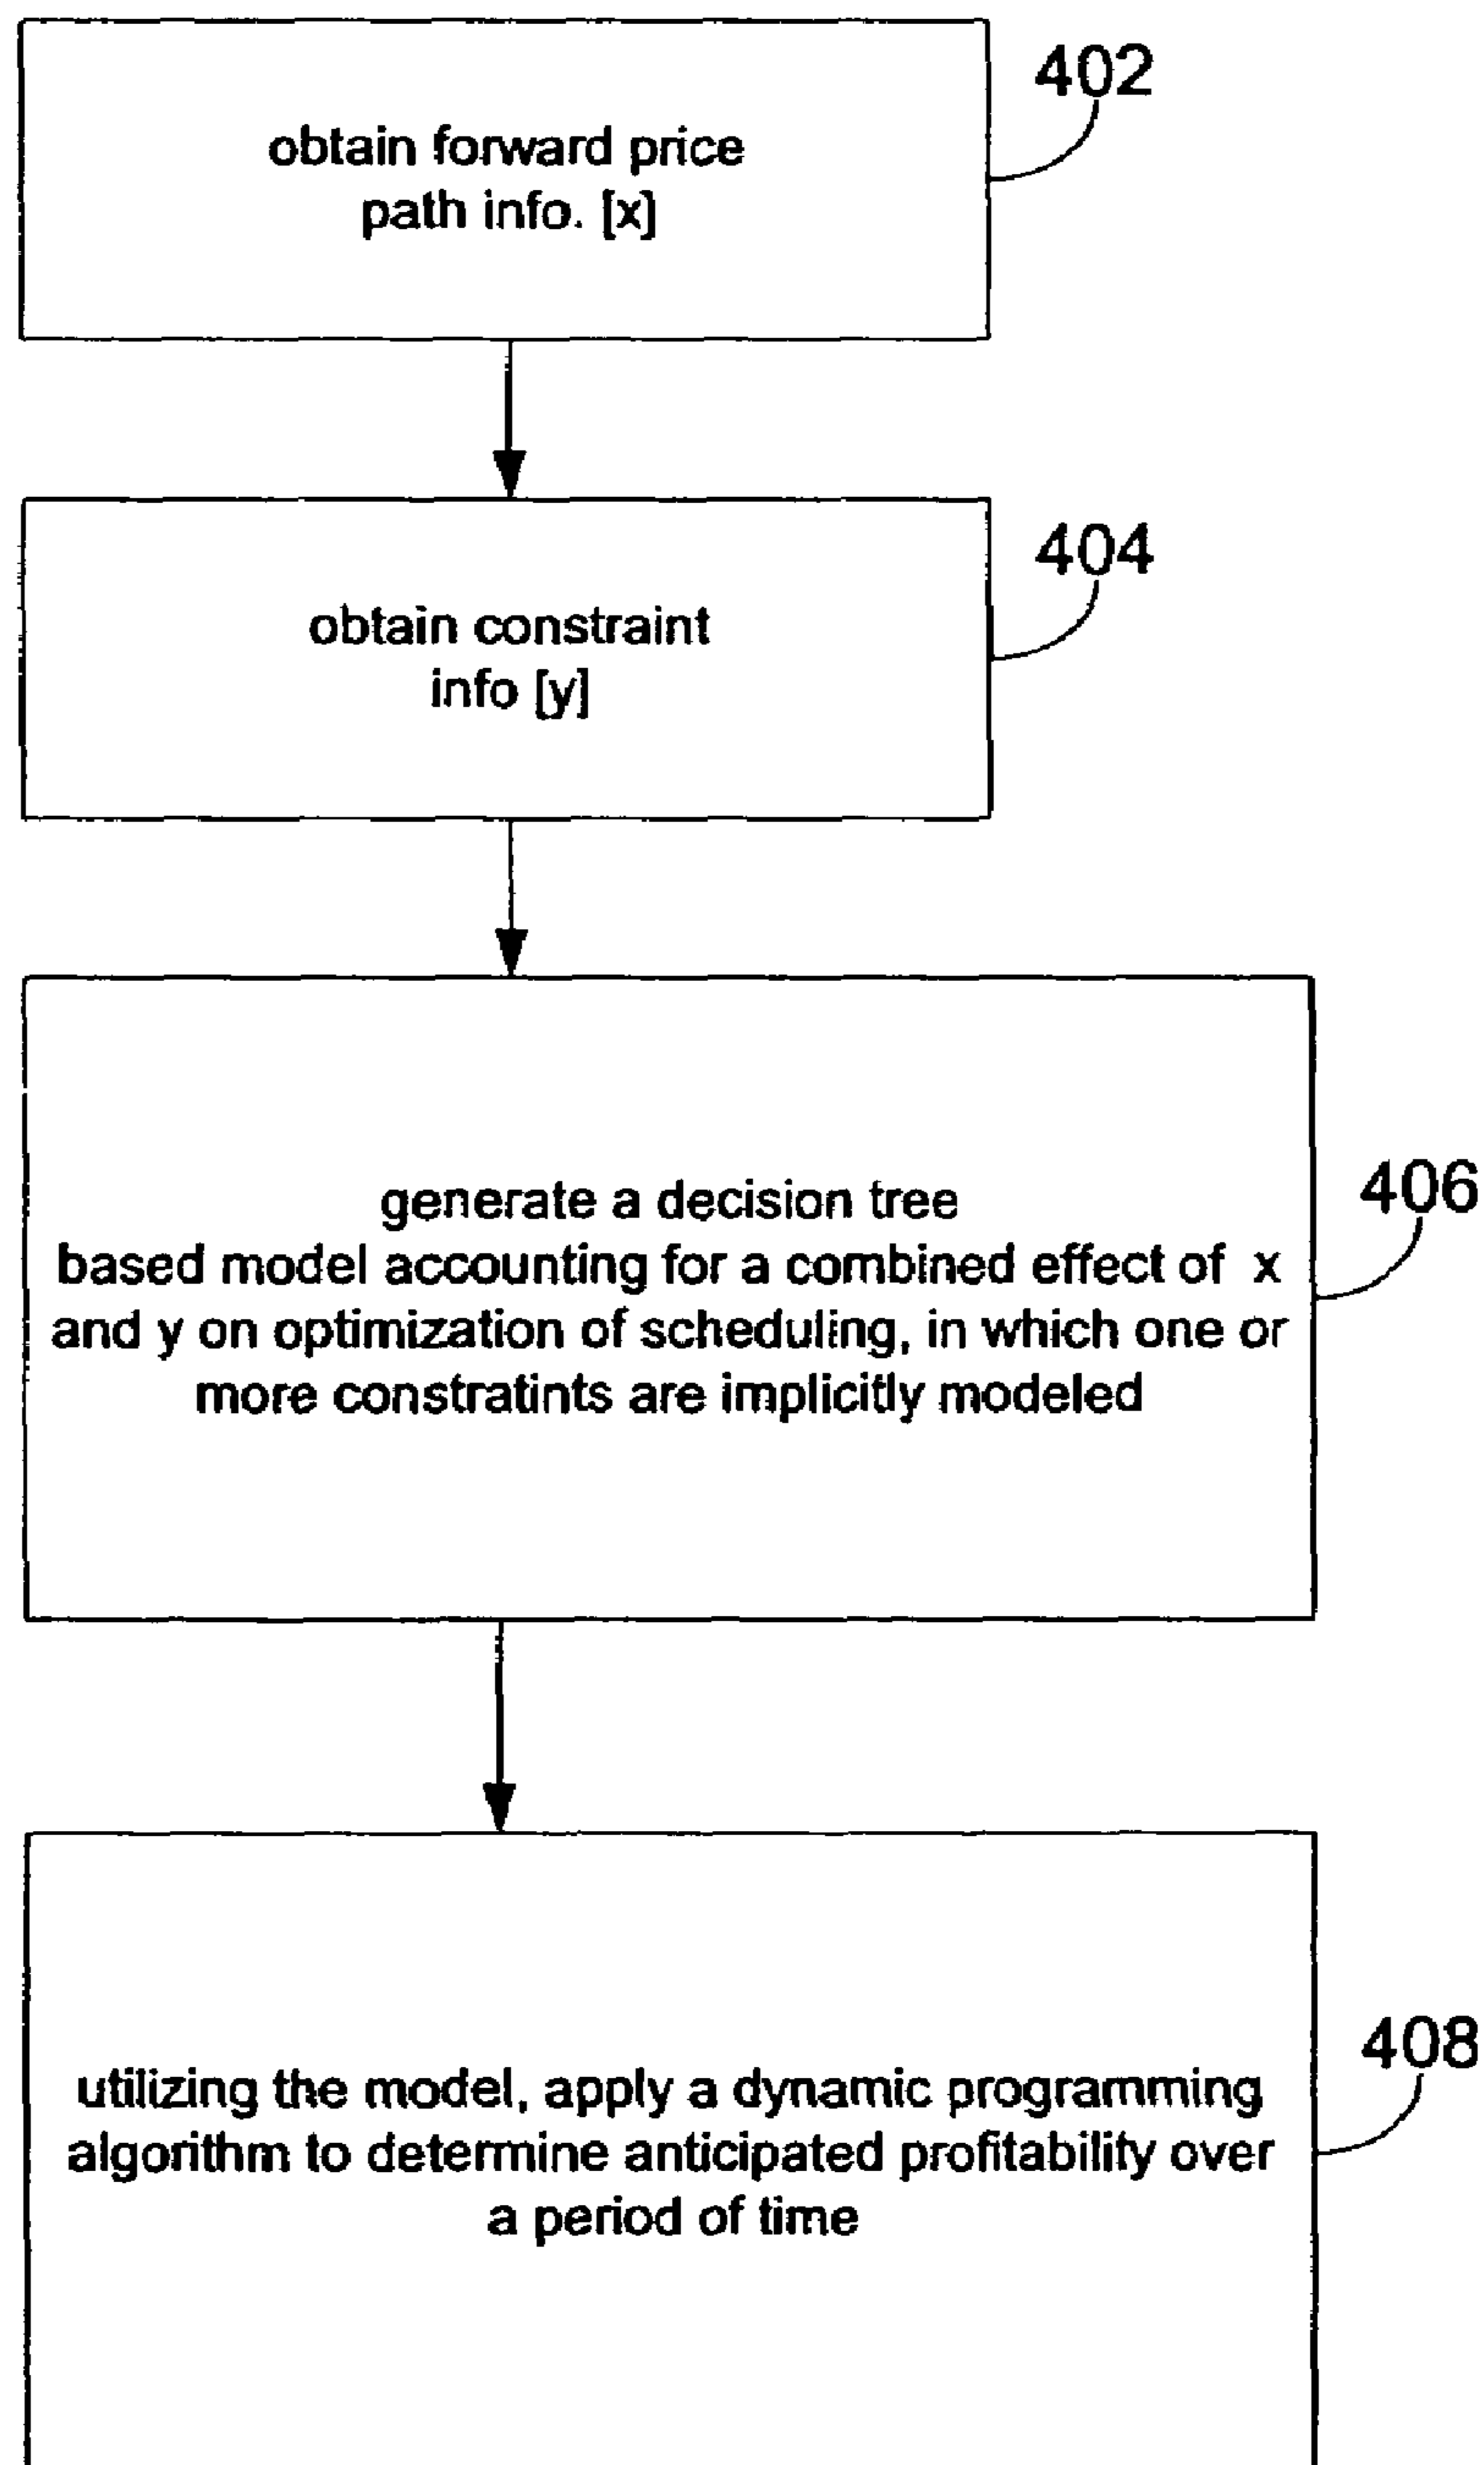 402
obtain forward price
path info. [x]
404
obtain constraint
info [y]
406
generate a decision tree
based model accounting for a combined effect of x
and y on optimization of scheduling, in which one or
more constratints are implicitly modeled
408
utilizing the model, apply a dynamic programming
algorithm to determine anticipated profitability over
a period of time